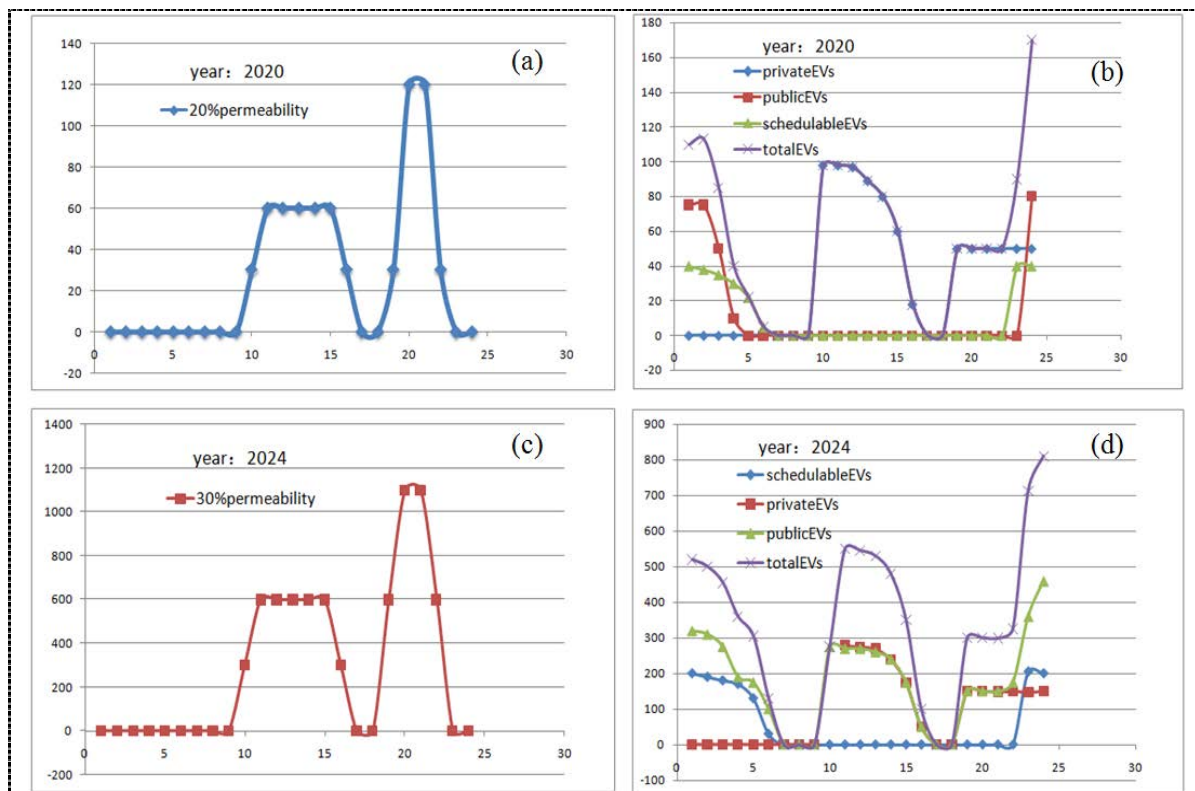 (a)
year：2020
20%permeability
140
120
100
80
60
40
20
0
-20
0 5 10 15 20 25 30
(b)
year：2020
privateEVs
publicEVs
schedulableEVs
totalEVs
180
160
140
120
100
80
60
40
20
0
-20
0 5 10 15 20 25 30
(c)
year：2024
30%permeability
1400
1200
1000
800
600
400
200
0
-200
0 5 10 15 20 25 30
(d)
year：2024
schedulableEVs
privateEVs
publicEVs
totalEVs
900
800
700
600
500
400
300
200
100
0
-100
0 5 10 15 20 25 30